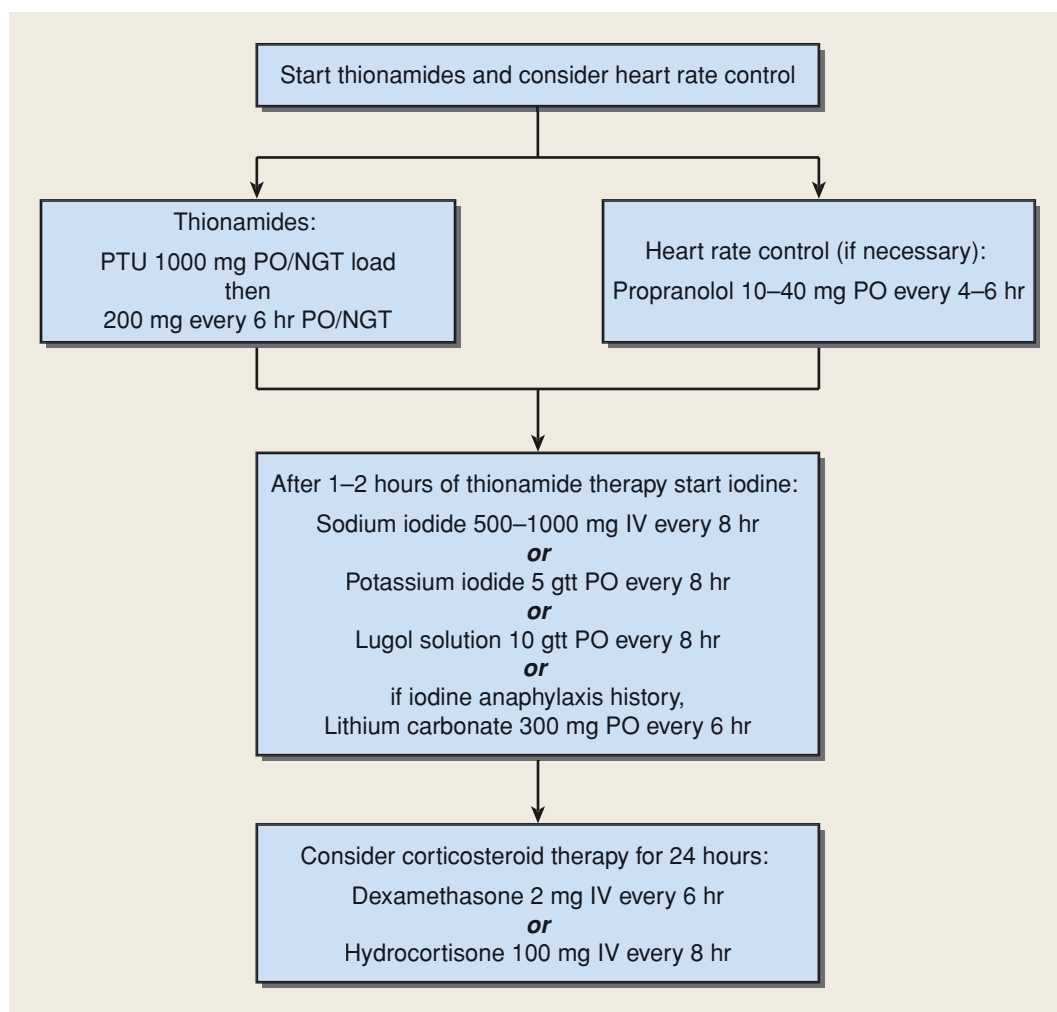 Start thionamides and consider heart rate control
Thionamides:
PTU 1000 mg PO/NGT load
then
200 mg every 6 hr PO/NGT
Heart rate control (if necessary):
Propranolol 10–40 mg PO every 4–6 hr
After 1–2 hours of thionamide therapy start iodine:
Sodium iodide 500–1000 mg IV every 8 hr
or
Potassium iodide 5 gtt PO every 8 hr
or
Lugol solution 10 gtt PO every 8 hr
or
if iodine anaphylaxis history,
Lithium carbonate 300 mg PO every 6 hr
Consider corticosteroid therapy for 24 hours:
Dexamethasone 2 mg IV every 6 hr
or
Hydrocortisone 100 mg IV every 8 hr